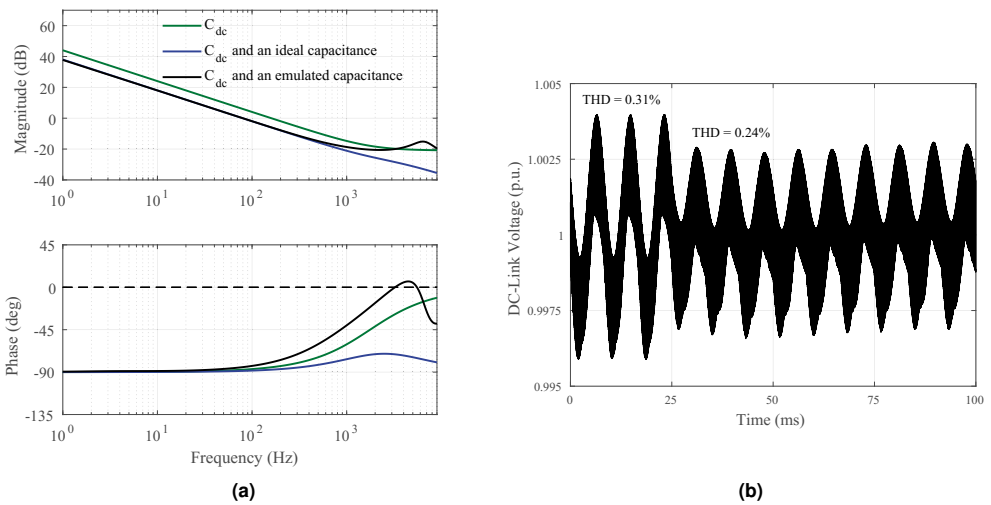 60
40
20
0
-20
-40
Magnitude (dB)
C_dc
C_dc and an ideal capacitance
C_dc and an emulated capacitance
10^0
10^1
10^2
10^3
45
0
-45
-90
-135
Phase (deg)
10^0
10^1
10^2
10^3
Frequency (Hz)
(a)
1.005
1.0025
1
0.9975
0.995
DC-Link Voltage (p.u.)
THD = 0.31%
THD = 0.24%
0
25
50
75
100
Time (ms)
(b)